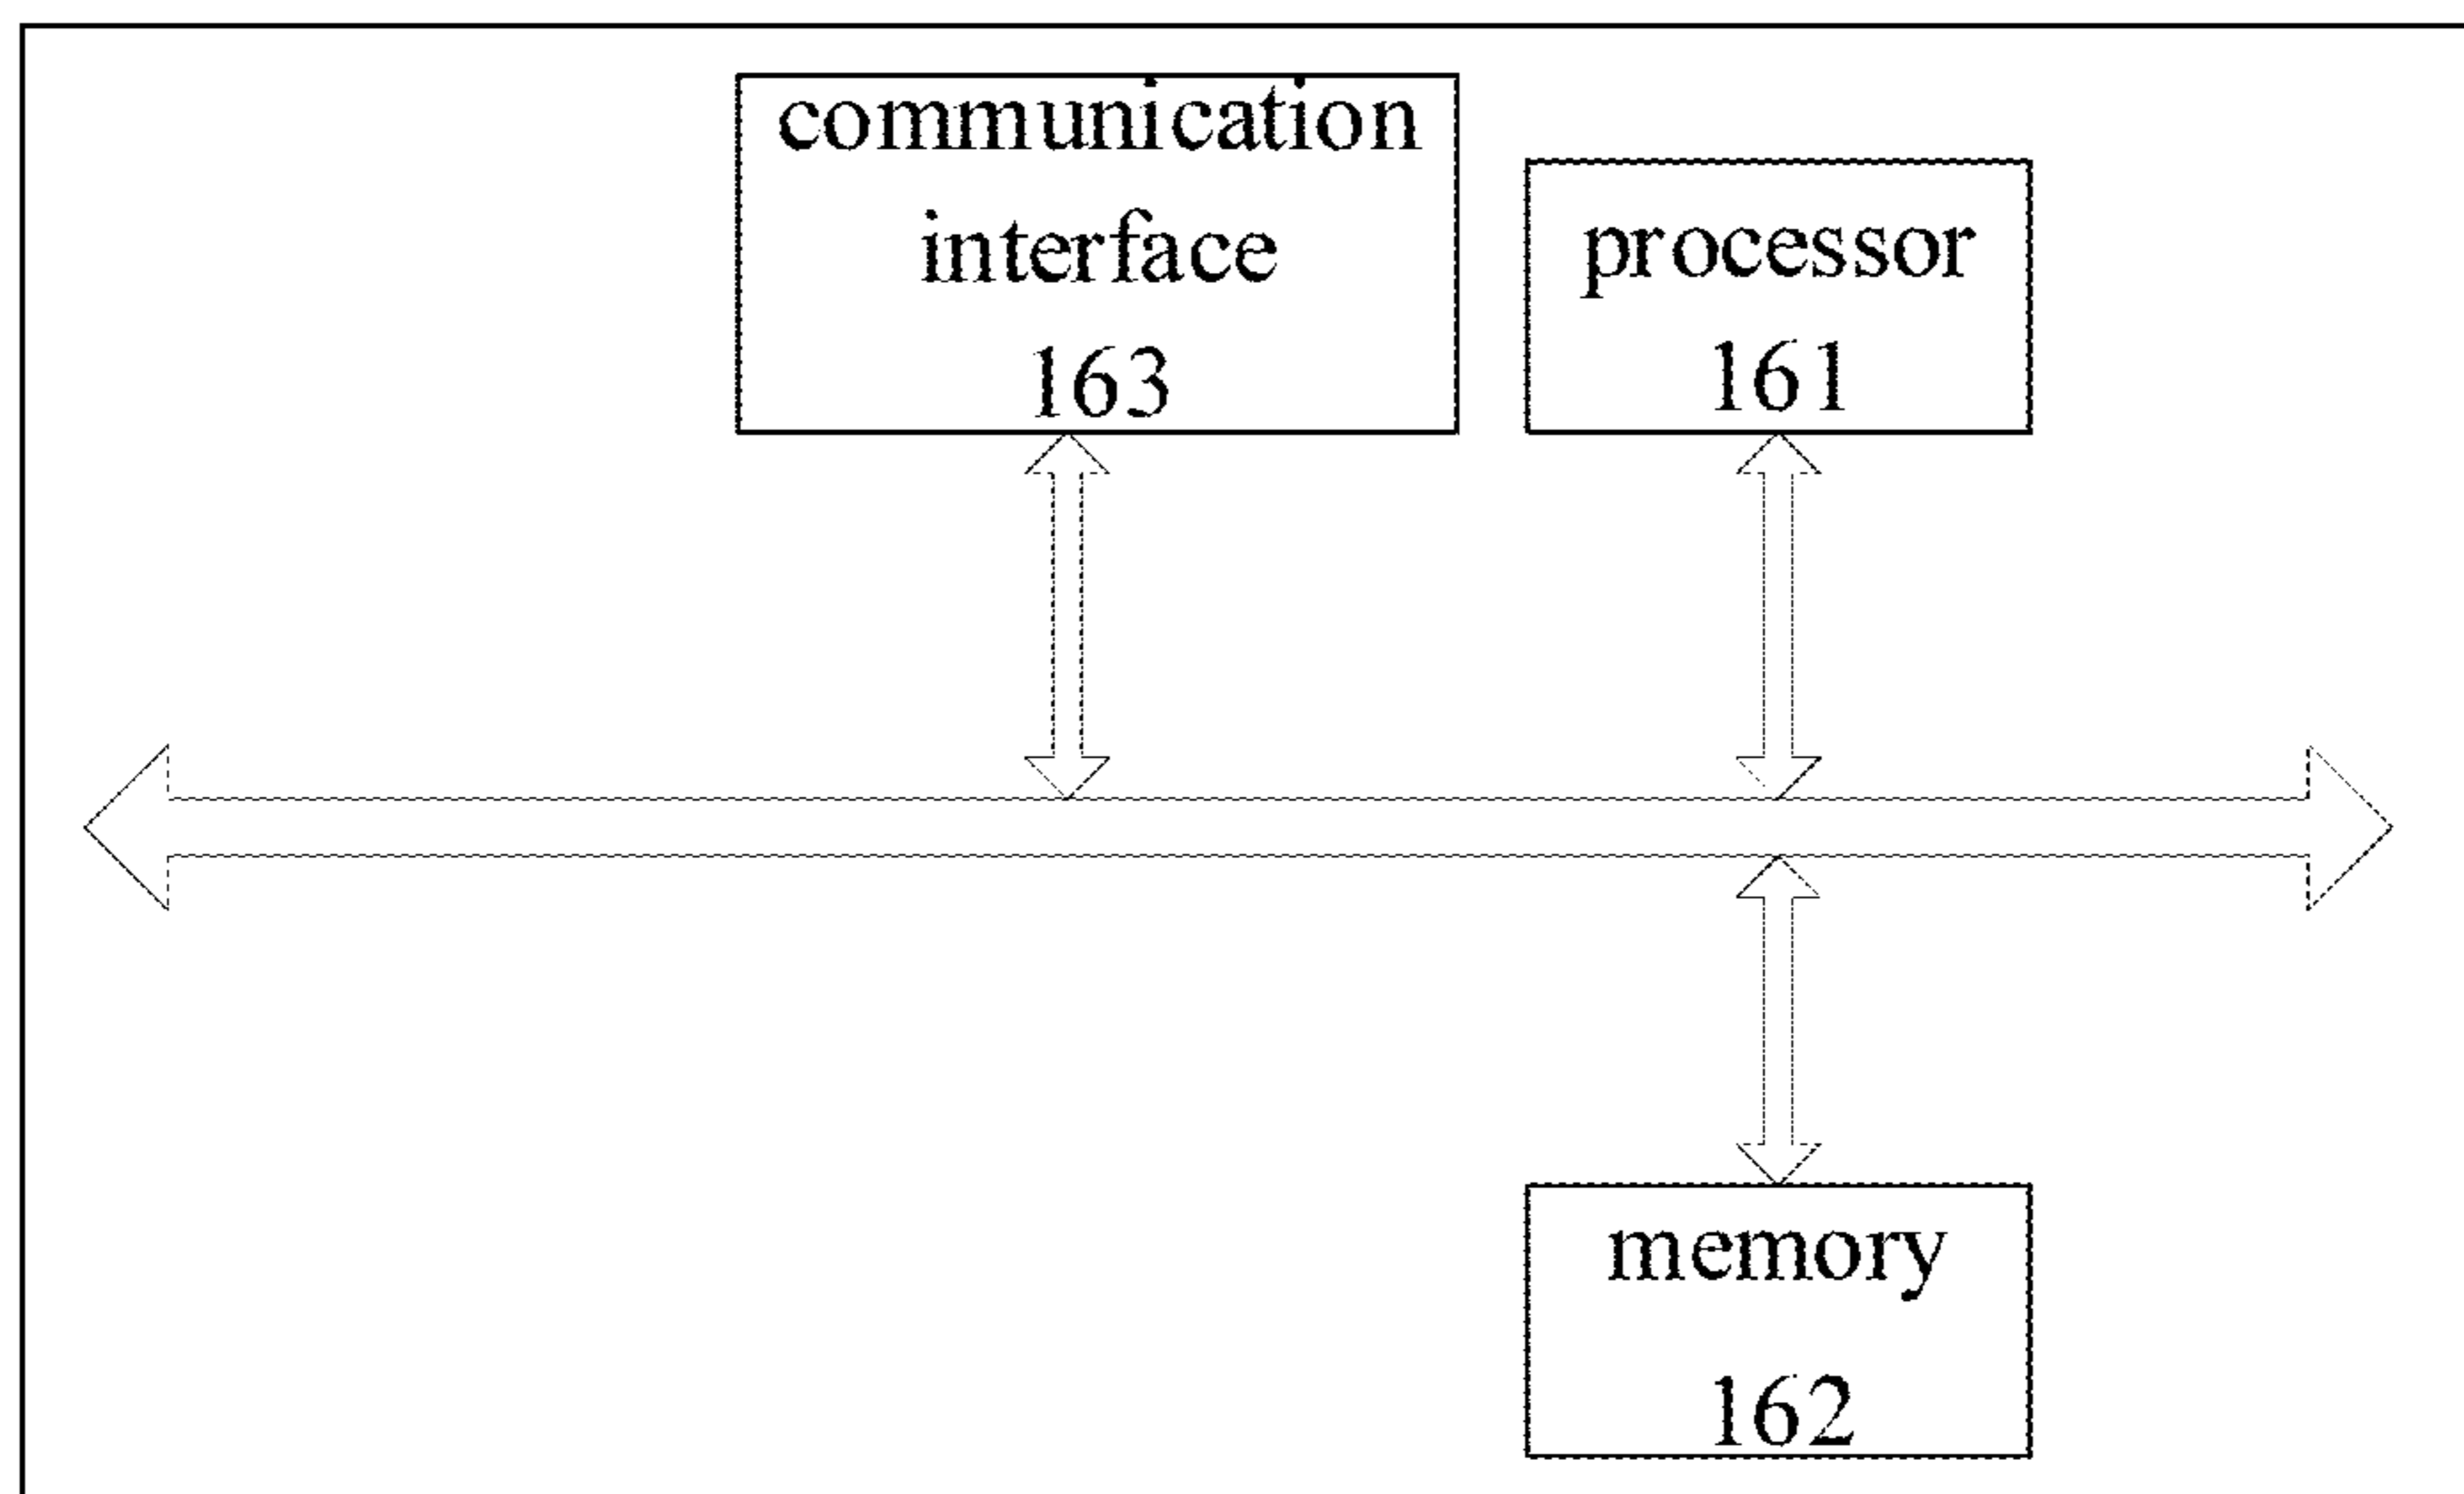 communication
interface
163
processor
161
memory
162